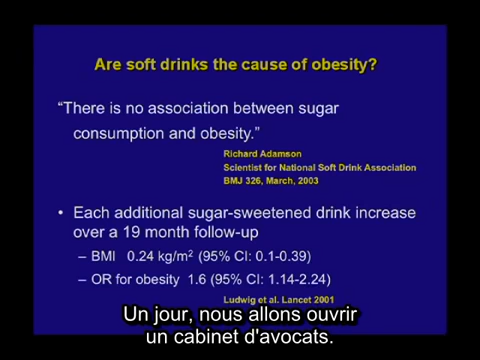 Are soft drinks the cause of obesity?
“There is no association between sugar
consumption and obesity.”
Richard Adamson
Scientist for National Soft Drink Association
BMJ 326, March, 2003
• Each additional sugar-sweetened drink increase
over a 19 month follow-up
– BMI 0.24 kg/m² (95% CI: 0.1-0.39)
– OR for obesity 1.6 (95% CI: 1.14-2.24)
Ludwig et al. Lancet 2001
Un jour, nous allons ouvrir
un cabinet d'avocats.